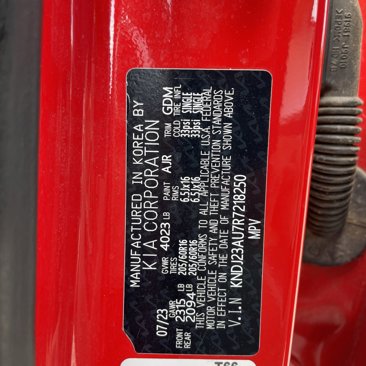 MANUFACTURED IN KOREA BY
KIA CORPORATION
07/23 GVWR 4023 LB PAINT AJR TRIM GDM
GAWR TIRES RIMS COLD TIRE INFL.
FRONT 2315 LB 205/60R16 6.5JX16 33psi SINGLE
REAR 2094 LB 205/60R16 6.5JX16 33psi SINGLE
THIS VEHICLE CONFORMS TO ALL APPLICABLE U.S.A. FEDERAL
MOTOR VEHICLE SAFETY AND THEFT PREVENTION STANDARDS
IN EFFECT ON THE DATE OF MANUFACTURE SHOWN ABOVE.
V.I.N KNDJ23AU7R7218250
MPV